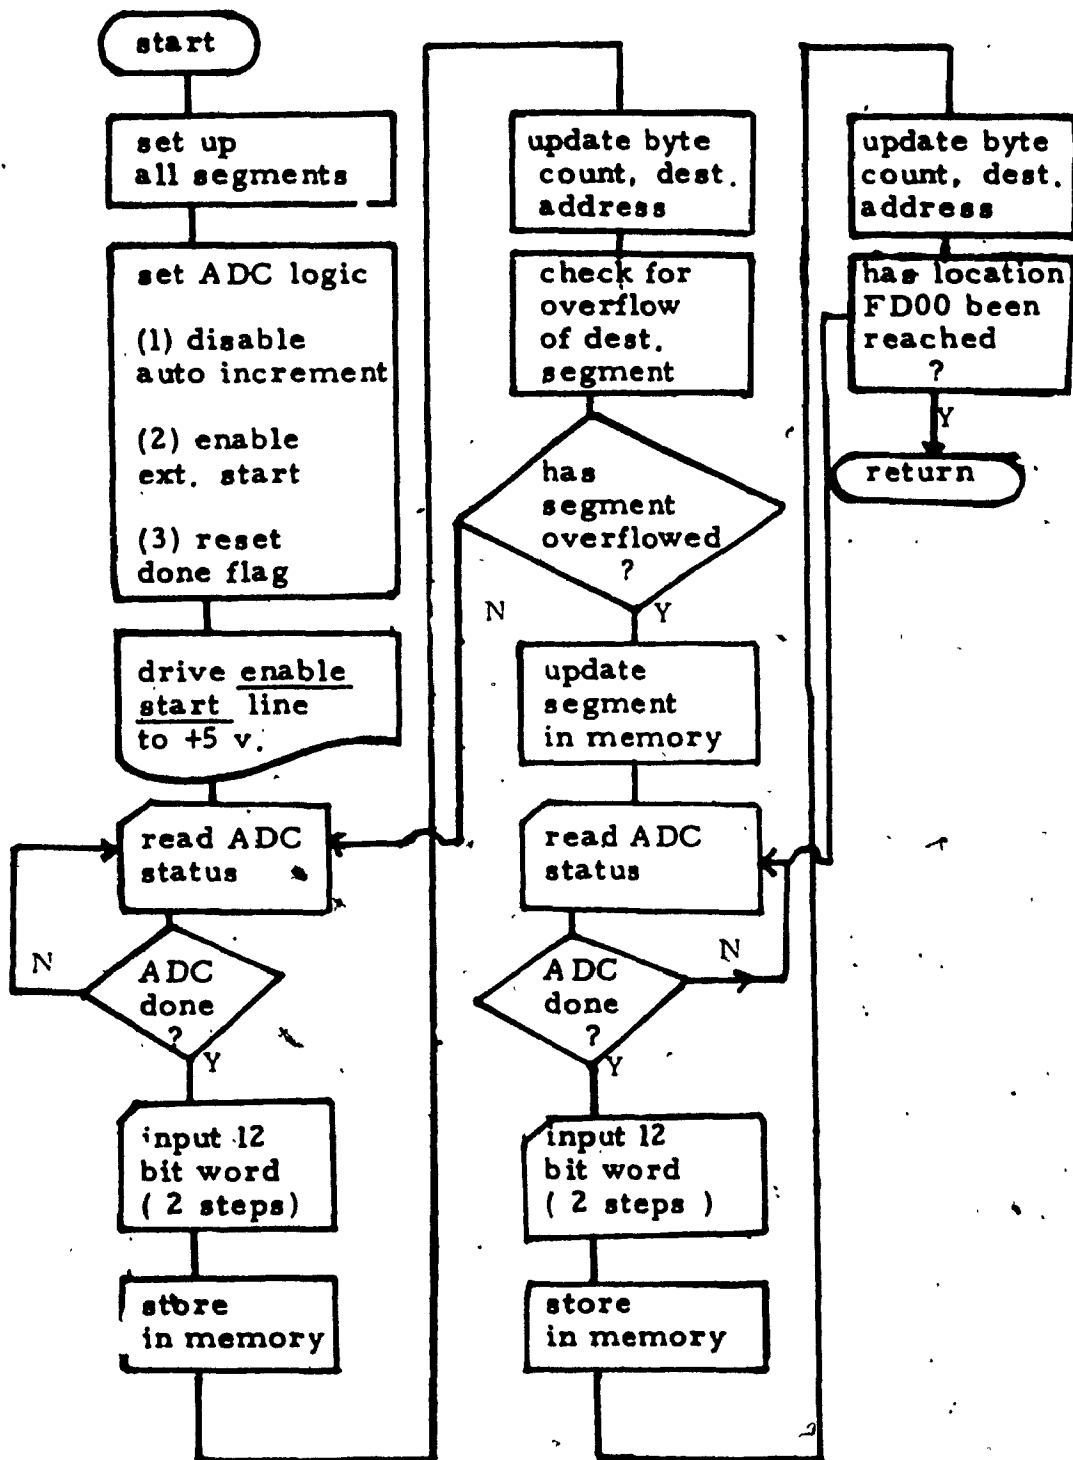 start
set up
all segments
set ADC logic
(1) disable
auto increment
(2) enable
ext. start
(3) reset
done flag
drive enable
start line
to +5 v.
read ADC
status
N
ADC
done
?
Y
input 12
bit word
( 2 steps)
store
in memory
update byte
count, dest.
address
check for
overflow
of dest.
segment
has
segment
overflowed
?
N
Y
update
segment
in memory
read ADC
status
N
ADC
done
?
Y
input 12
bit word
( 2 steps )
store
in memory
update byte
count, dest.
address
has location
FD00 been
reached
?
Y
return